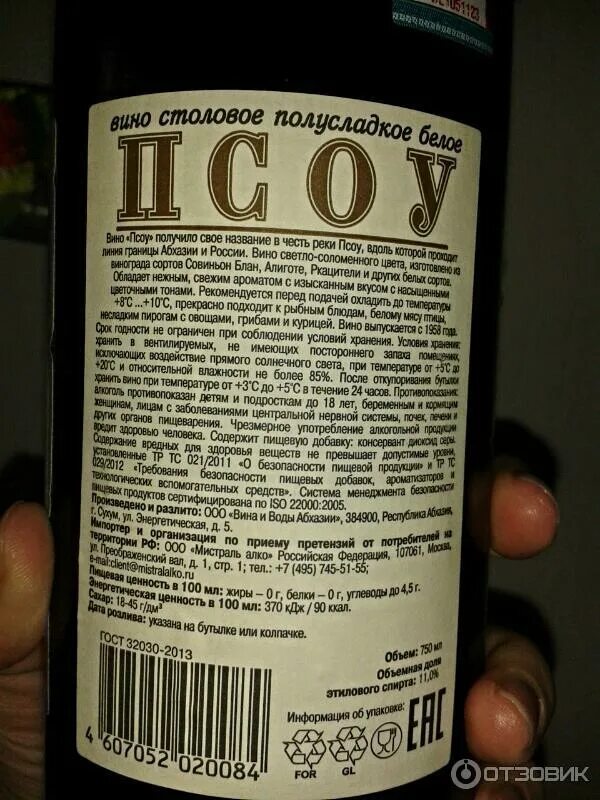 051123
вино столовое полусладкое белое
ПСОУ
Вино «Псоу» получило свое название в честь реки Псоу, вдоль которой проходит
линия границы Абхазии и России. Вино светло-соломенного цвета, изготовлено из
винограда сортов Совиньон Блан, Алиготе, Ркацители и других белых сортов.
Обладает нежным, свежим ароматом с изысканным вкусом с насыщенными
цветочными тонами. Рекомендуется перед подачей охладить до температуры
+8°С ...+10°С, прекрасно подходит к рыбным блюдам, белому мясу птицы,
несладким пирогам с овощами, грибами и курицей. Вино выпускается с 1958 года.
Срок годности не ограничен при соблюдении условий хранения. Условия хранения:
хранить в вентилируемых, не имеющих постороннего запаха помещениях,
исключающих воздействие прямого солнечного света, при температуре от +5°С до
+20°С и относительной влажности не более 85%. После откупоривания бутылки
хранить вино при температуре от +3°С до +5°С в течение 24 часов. Противопоказания:
алкоголь противопоказан детям и подросткам до 18 лет, беременным и кормящим
женщинам, лицам с заболеваниями центральной нервной системы, почек, печени и
других органов пищеварения. Чрезмерное употребление алкогольной продукции
вредит здоровью человека. Содержит пищевую добавку: консервант диоксид серы.
Содержание вредных для здоровья веществ не превышает допустимые уровни,
установленные ТР ТС 021/2011 «О безопасности пищевой продукции» и ТР ТС
029/2012 «Требования безопасности пищевых добавок, ароматизаторов и
технологических вспомогательных средств». Система менеджмента безопасности
пищевых продуктов сертифицирована по ISO 22000:2005.
Произведено и разлито: ООО «Вина и Воды Абхазии», 384900, Республика Абхазия,
г. Сухум, ул. Энергетическая, д. 5.
Импортер и организация по приему претензий от потребителей на
территории РФ: ООО «Мистраль алко» Российская Федерация, 107061, Москва,
ул. Преображенский вал, д. 1, стр. 1; тел.: +7 (495) 745-51-55;
e-mail:client@mistralalko.ru
Пищевая ценность в 100 мл: жиры – 0 г, белки – 0 г, углеводы до 4,5 г.
Энергетическая ценность в 100 мл: 370 кДж / 90 ккал.
Сахар: 18-45 г/дм³
Дата розлива: указана на бутылке или колпачке.
ГОСТ 32030-2013
Объем: 750 мл
Объемная доля
этилового спирта: 11,0%
Информация об упаковке:
EAC
FOR GL
4 607052 020084
ОТЗОВИК